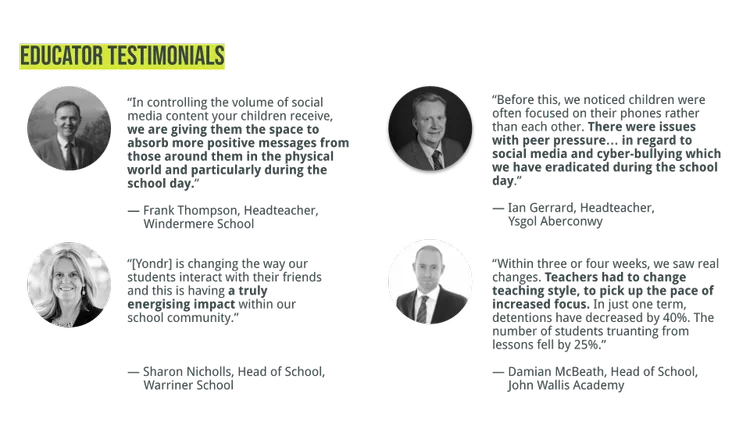 EDUCATOR TESTIMONIALS
“In controlling the volume of social
media content your children receive,
we are giving them the space to
absorb more positive messages from
those around them in the physical
world and particularly during the
school day.”
— Frank Thompson, Headteacher,
Windermere School
“Before this, we noticed children were
often focused on their phones rather
than each other. There were issues
with peer pressure… in regard to
social media and cyber-bullying which
we have eradicated during the school
day.”
— Ian Gerrard, Headteacher,
Ysgol Aberconwy
“[Yondr] is changing the way our
students interact with their friends
and this is having a truly
energising impact within our
school community.”
— Sharon Nicholls, Head of School,
Warriner School
“Within three or four weeks, we saw real
changes. Teachers had to change
teaching style, to pick up the pace of
increased focus. In just one term,
detentions have decreased by 40%. The
number of students truanting from
lessons fell by 25%.”
— Damian McBeath, Head of School,
John Wallis Academy